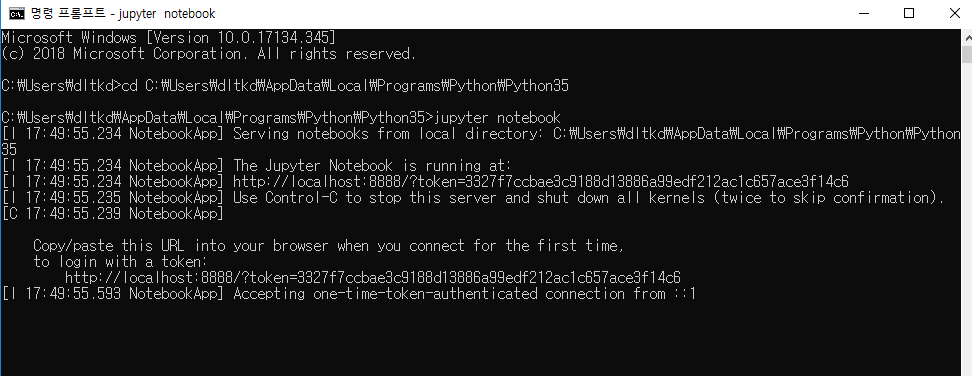 명령 프롬프트 - jupyter notebook
Microsoft Windows [Version 10.0.17134.345]
(c) 2018 Microsoft Corporation. All rights reserved.
C:₩Users₩dltkd>cd C:₩Users₩dltkd₩AppData₩Local₩Programs₩Python₩Python35
C:₩Users₩dltkd₩AppData₩Local₩Programs₩Python₩Python35>jupyter notebook
[I 17:49:55.234 NotebookApp] Serving notebooks from local directory: C:₩Users₩dltkd₩AppData₩Local₩Programs₩Python₩Python
35
[I 17:49:55.234 NotebookApp] The Jupyter Notebook is running at:
[I 17:49:55.234 NotebookApp] http://localhost:8888/?token=3327f7ccbae3c9188d13886a99edf212ac1c657ace3f14c6
[I 17:49:55.235 NotebookApp] Use Control-C to stop this server and shut down all kernels (twice to skip confirmation).
[C 17:49:55.239 NotebookApp]
Copy/paste this URL into your browser when you connect for the first time,
to login with a token:
http://localhost:8888/?token=3327f7ccbae3c9188d13886a99edf212ac1c657ace3f14c6
[I 17:49:55.593 NotebookApp] Accepting one-time-token-authenticated connection from ::1